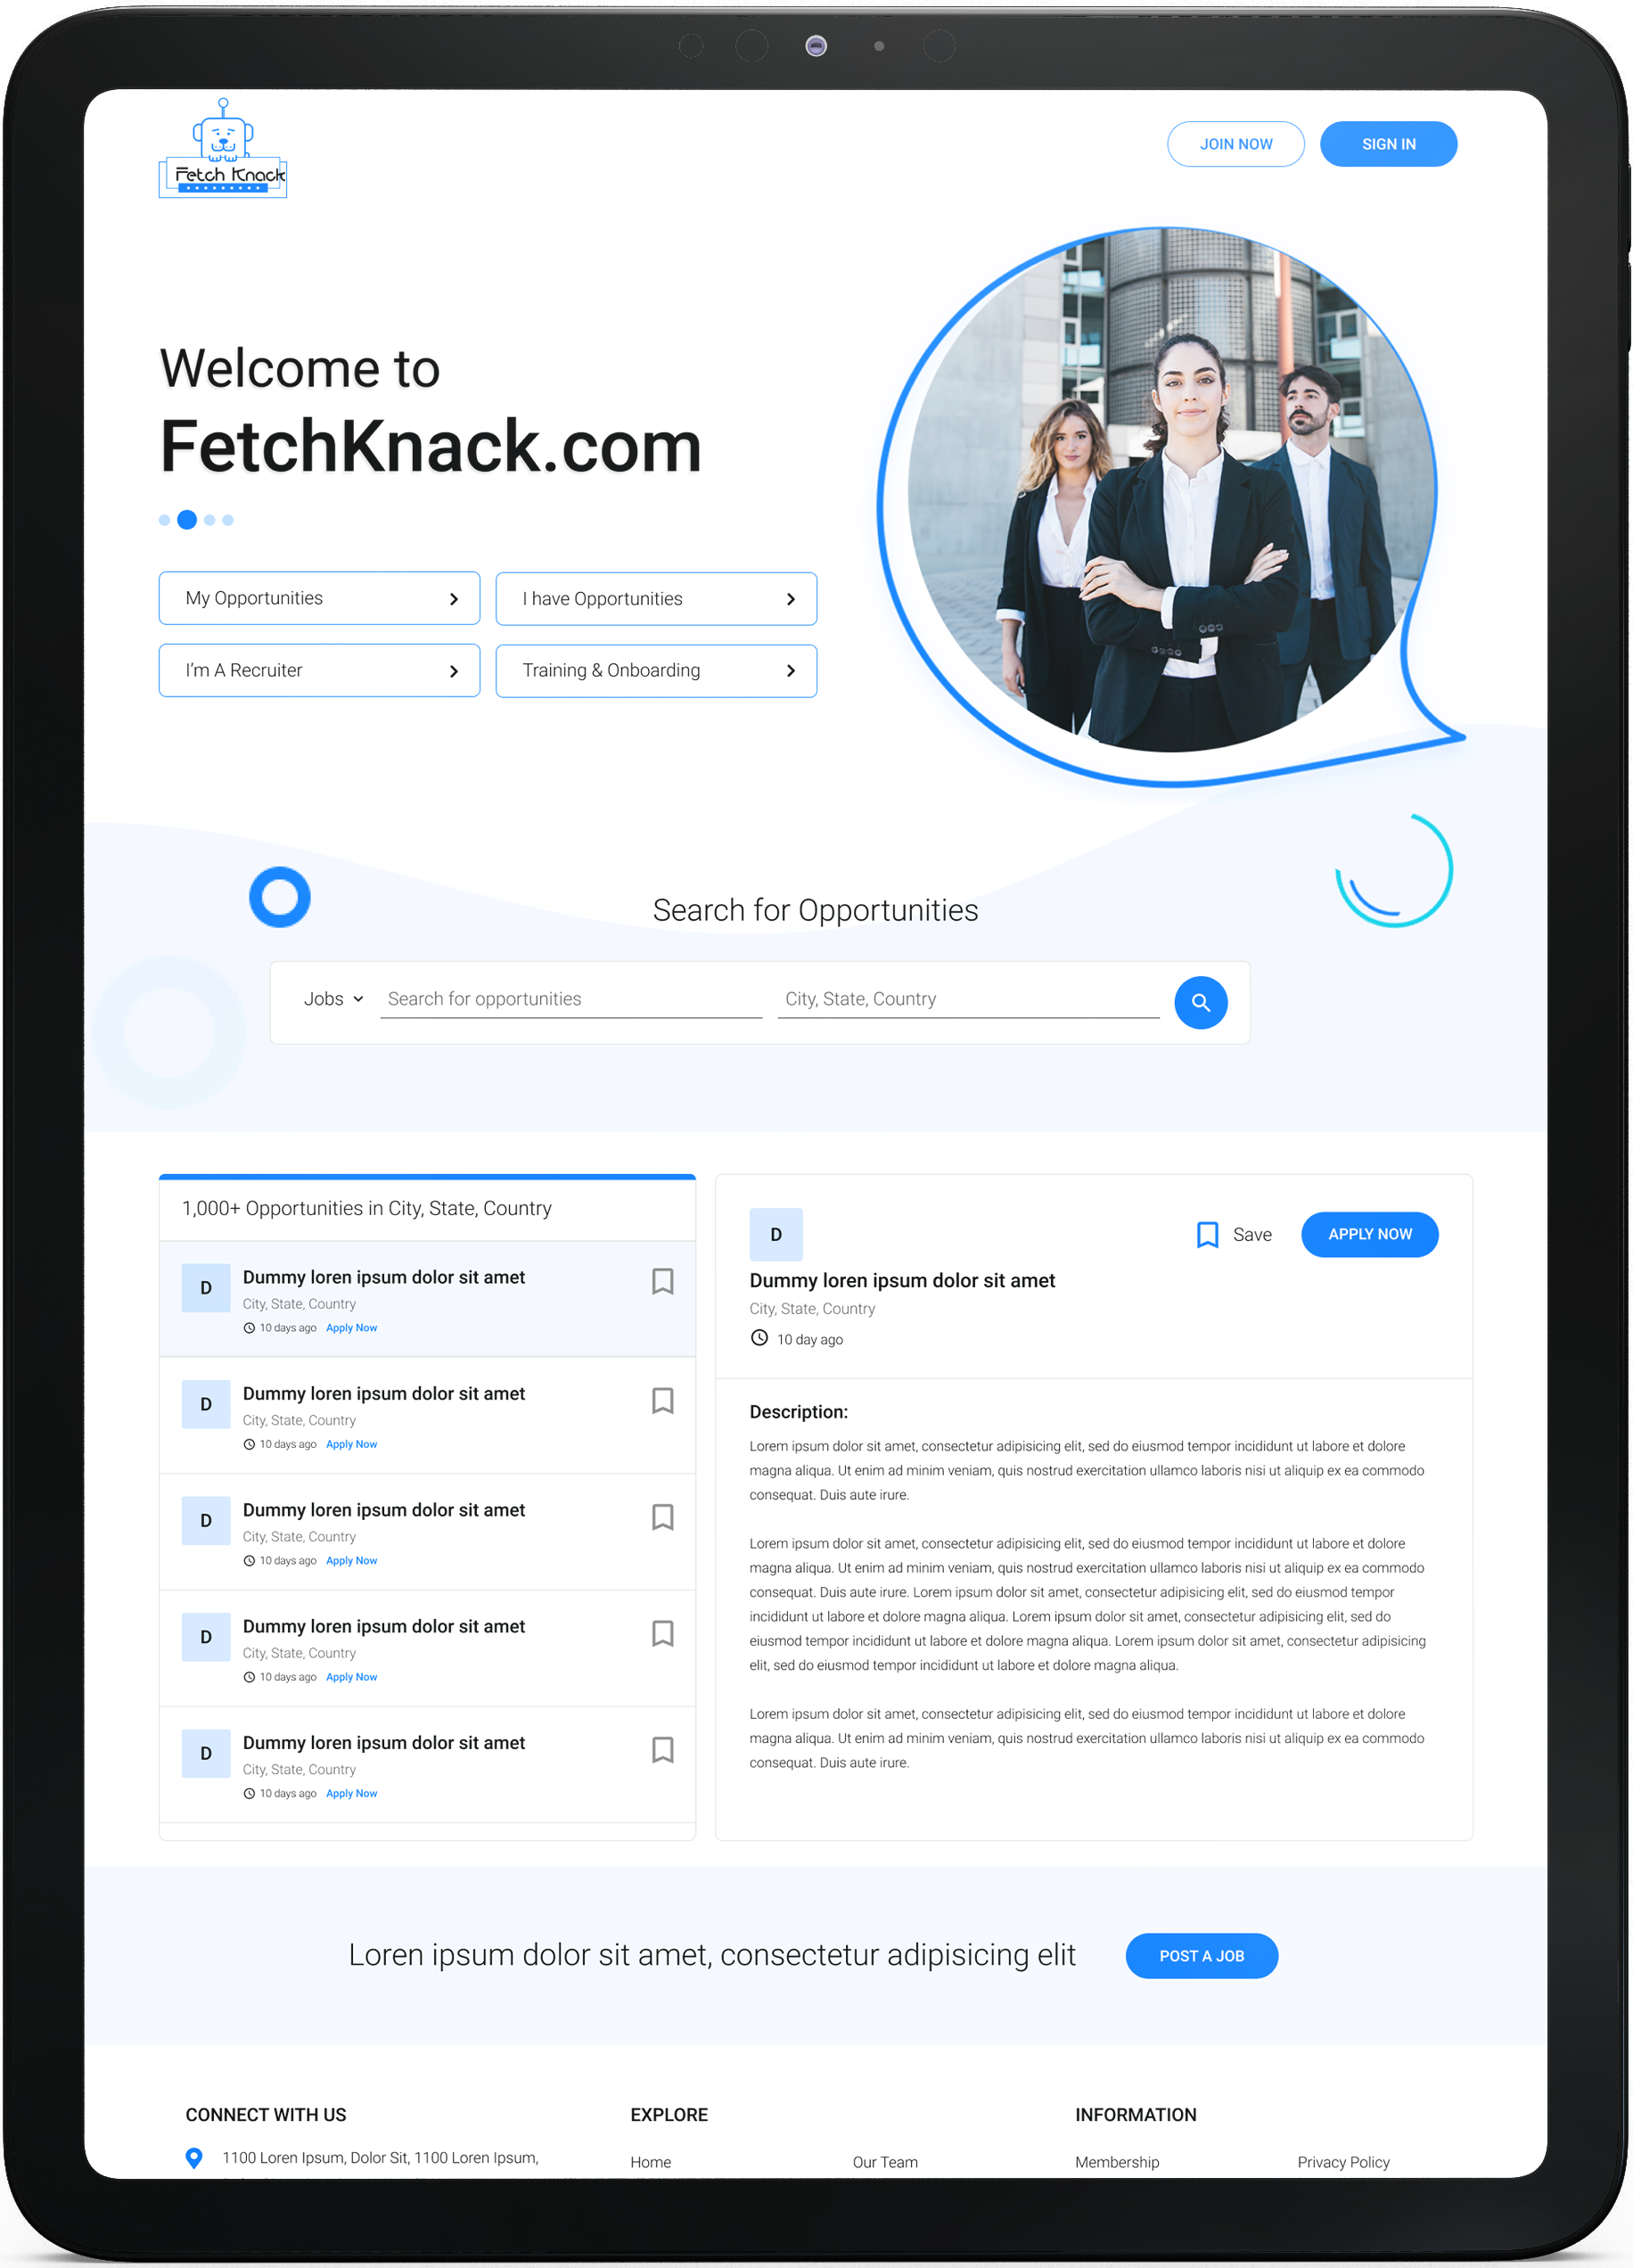 Fetch Knack
JOIN NOW
SIGN IN
Welcome to
FetchKnack.com
My Opportunities
I have Opportunities
I'm A Recruiter
Training & Onboarding
Search for Opportunities
Jobs
Search for opportunities
City, State, Country
1,000+ Opportunities in City, State, Country
D
Dummy loren ipsum dolor sit amet
City, State, Country
10 days ago Apply Now
D
Dummy loren ipsum dolor sit amet
City, State, Country
10 days ago Apply Now
D
Dummy loren ipsum dolor sit amet
City, State, Country
10 days ago Apply Now
D
Dummy loren ipsum dolor sit amet
City, State, Country
10 days ago Apply Now
D
Dummy loren ipsum dolor sit amet
City, State, Country
10 days ago Apply Now
D
Save
APPLY NOW
Dummy loren ipsum dolor sit amet
City, State, Country
10 day ago
Description:
Lorem ipsum dolor sit amet, consectetur adipisicing elit, sed do eiusmod tempor incididunt ut labore et dolore
magna aliqua. Ut enim ad minim veniam, quis nostrud exercitation ullamco laboris nisi ut aliquip ex ea commodo
consequat. Duis aute irure.
Lorem ipsum dolor sit amet, consectetur adipisicing elit, sed do eiusmod tempor incididunt ut labore et dolore
magna aliqua. Ut enim ad minim veniam, quis nostrud exercitation ullamco laboris nisi ut aliquip ex ea commodo
consequat. Duis aute irure. Lorem ipsum dolor sit amet, consectetur adipisicing elit, sed do eiusmod tempor
incididunt ut labore et dolore magna aliqua. Lorem ipsum dolor sit amet, consectetur adipisicing elit, sed do
eiusmod tempor incididunt ut labore et dolore magna aliqua. Lorem ipsum dolor sit amet, consectetur adipisicing
elit, sed do eiusmod tempor incididunt ut labore et dolore magna aliqua.
Lorem ipsum dolor sit amet, consectetur adipisicing elit, sed do eiusmod tempor incididunt ut labore et dolore
magna aliqua. Ut enim ad minim veniam, quis nostrud exercitation ullamco laboris nisi ut aliquip ex ea commodo
consequat. Duis aute irure.
Loren ipsum dolor sit amet, consectetur adipisicing elit
POST A JOB
CONNECT WITH US
1100 Loren Ipsum, Dolor Sit, 1100 Loren Ipsum,
EXPLORE
Home
Our Team
INFORMATION
Membership
Privacy Policy